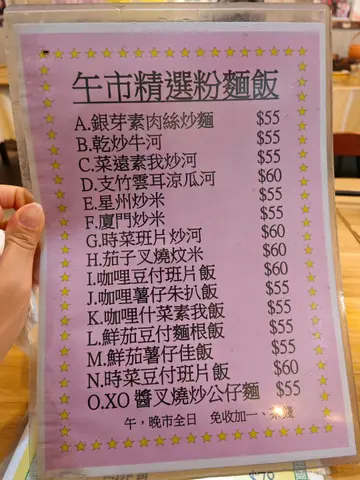 午市精選粉麵飯
A.銀芽素肉絲炒麵 $55
B.乾炒牛河 $55
C.菜遠素我炒河 $55
D.支竹雲耳涼瓜河 $60
E.星州炒米 $55
F.廈門炒米 $55
G.時菜班片炒河 $60
H.茄子叉燒炆米 $55
I.咖哩豆付班片飯 $60
J.咖哩薯仔朱扒飯 $55
K.咖哩什菜素我飯 $55
L.鮮茄豆付麵根飯 $55
M.鮮茄薯仔佳飯 $55
N.時菜豆付班片飯 $60
O.XO醬叉燒炒公仔麵 $55
午，晚市全日 免收加一、
$79